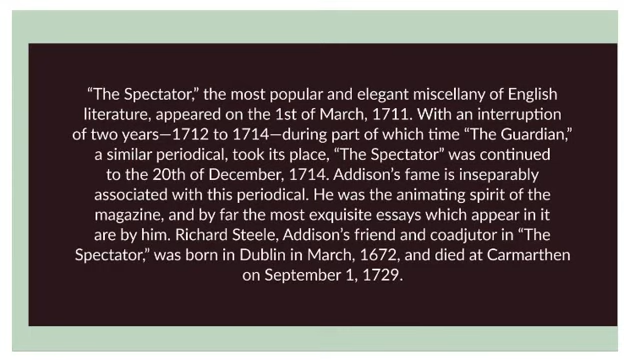 “The Spectator,” the most popular and elegant miscellany of English
literature, appeared on the 1st of March, 1711. With an interruption
of two years—1712 to 1714—during part of which time “The Guardian,”
a similar periodical, took its place, “The Spectator” was continued
to the 20th of December, 1714. Addison’s fame is inseparably
associated with this periodical. He was the animating spirit of the
magazine, and by far the most exquisite essays which appear in it
are by him. Richard Steele, Addison’s friend and coadjutor in “The
Spectator,” was born in Dublin in March, 1672, and died at Carmarthen
on September 1, 1729.